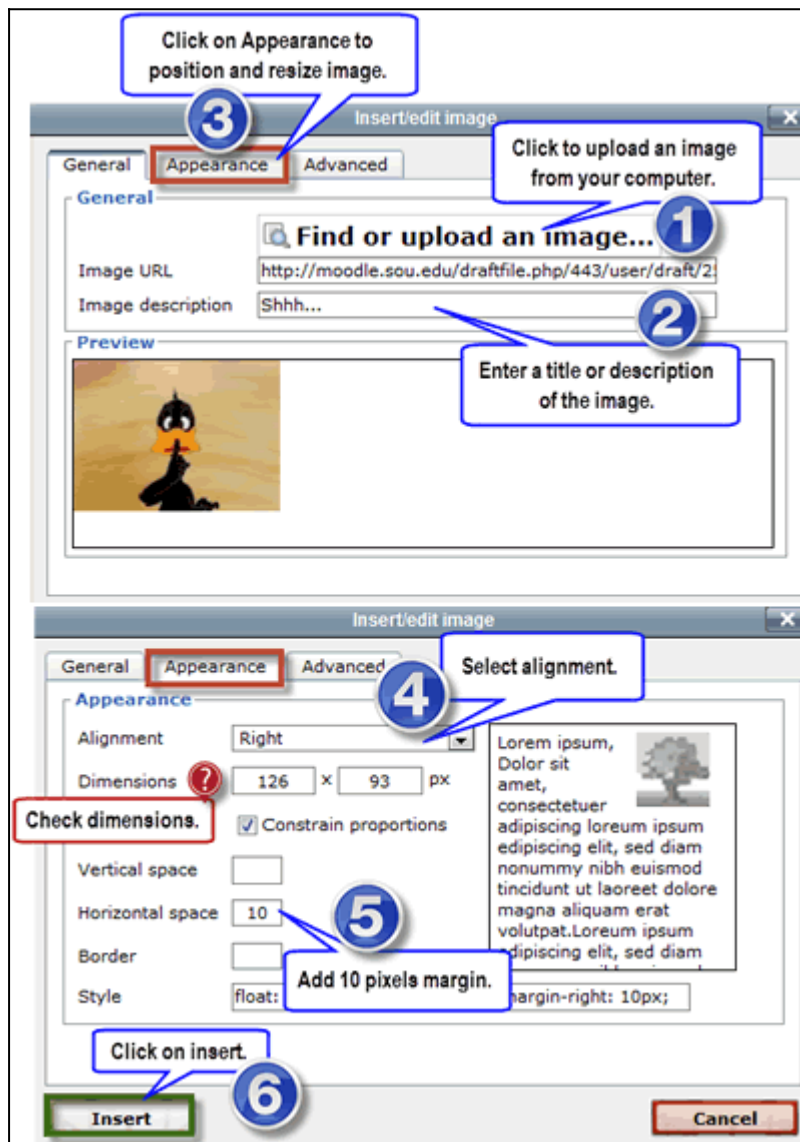 Click on Appearance to
position and resize image.
3
Insert/edit image
Click to upload an image
from your computer.
General Appearance Advanced
General
Find or upload an image...
1
Image URL http://moodle.sou.edu/draftfile.php/443/user/draft/2
Image description Shhh...
2
Preview
Enter a title or description
of the image.
Insert/edit image
General Appearance Advanced
4
Select alignment.
Appearance
Alignment Right
Dimensions ? 126 x 93 px
Check dimensions.
Constrain proportions
Vertical space
Horizontal space 10
5
Border
Add 10 pixels margin.
Style float: margin-right: 10px;
Lorem ipsum,
Dolor sit
amet,
consectetuer
adipiscing loreum ipsum
edipiscing elit, sed diam
nonummy nibh euismod
tincidunt ut laoreet dolore
magna aliquam erat
volutpat.Loreum ipsum
edipiscing elit, sed diam
Click on insert.
6
Insert
Cancel